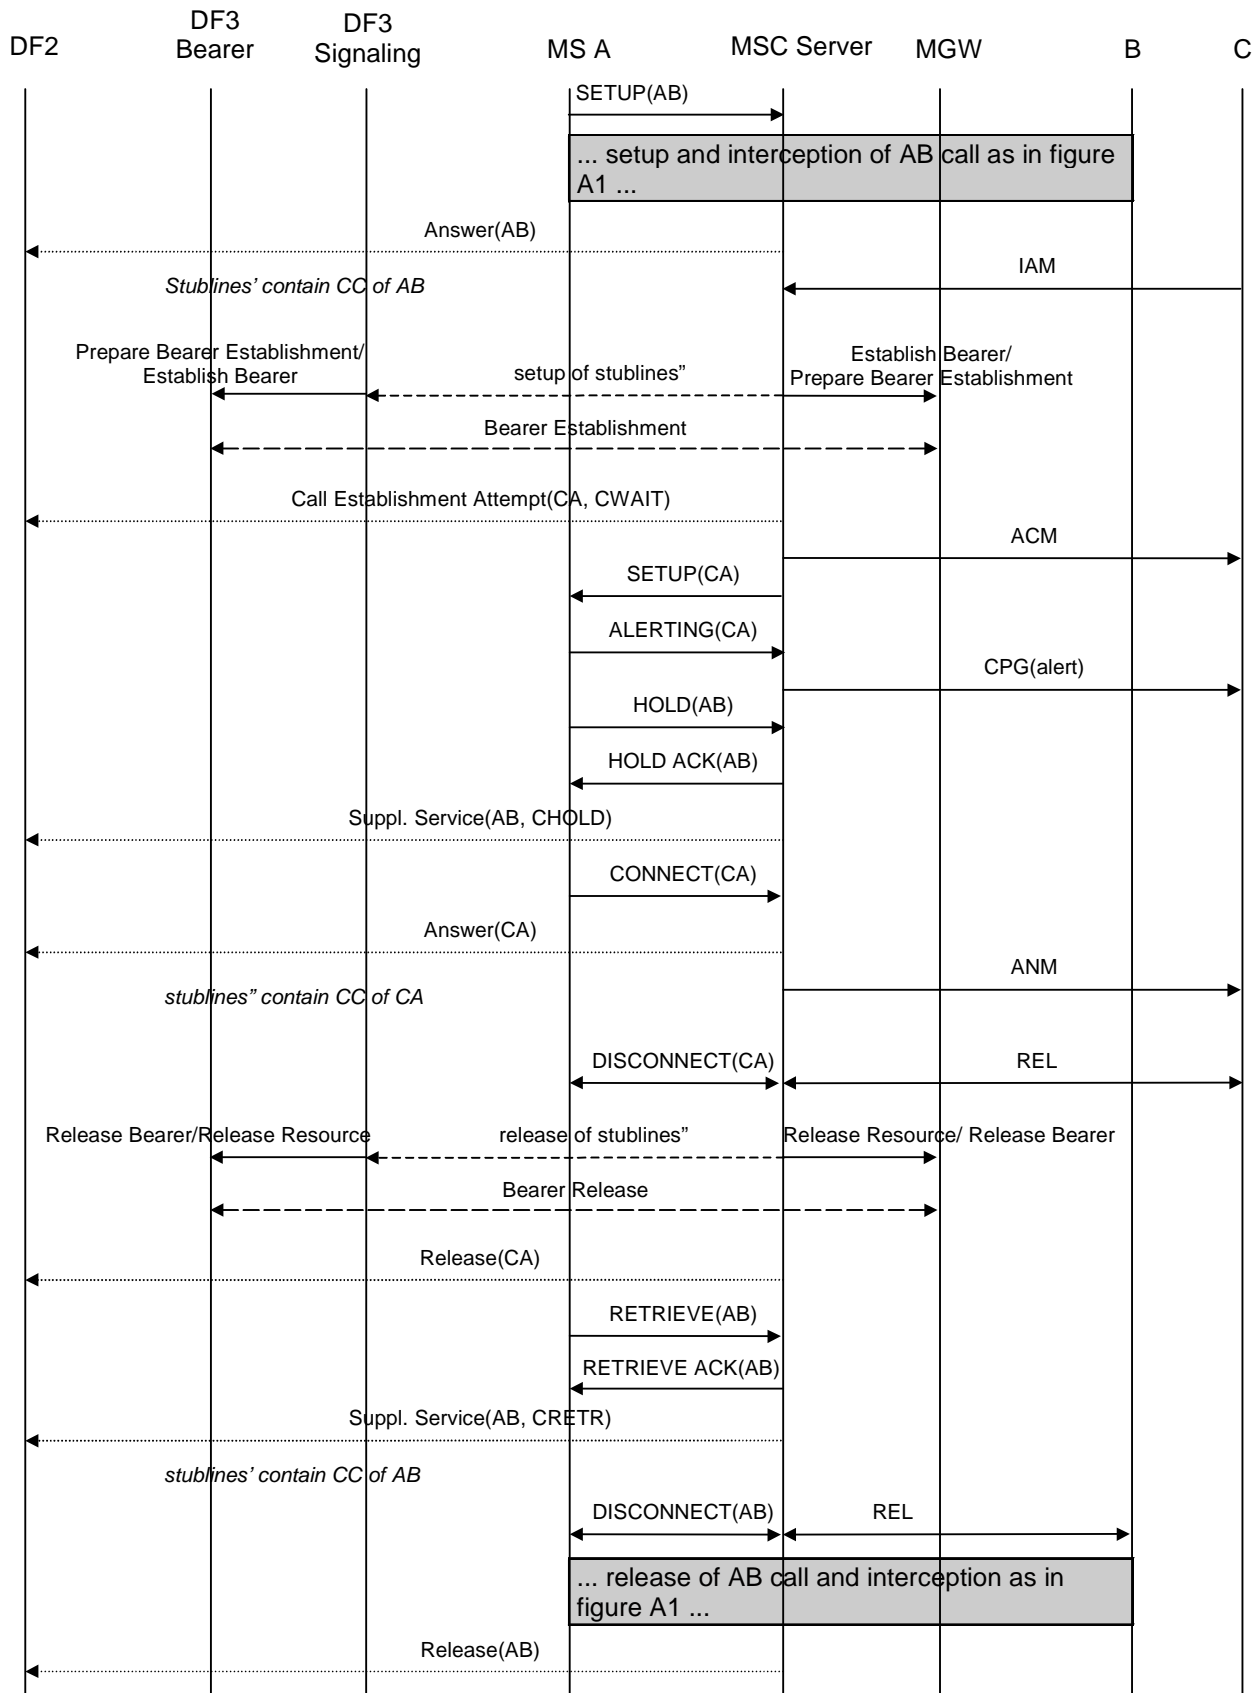 DF2
DF3
Bearer
DF3
Signaling
MS A
MSC Server
MGW
B
C
SETUP(AB)
... setup and interception of AB call as in figure
A1 ...
Answer(AB)
IAM
Stublines’ contain CC of AB
Prepare Bearer Establishment/
Establish Bearer
setup of stublines”
Establish Bearer/
Prepare Bearer Establishment
Bearer Establishment
Call Establishment Attempt(CA, CWAIT)
ACM
SETUP(CA)
ALERTING(CA)
CPG(alert)
HOLD(AB)
HOLD ACK(AB)
Suppl. Service(AB, CHOLD)
CONNECT(CA)
Answer(CA)
ANM
stublines” contain CC of CA
DISCONNECT(CA)
REL
Release Bearer/Release Resource
release of stublines”
Release Resource/ Release Bearer
Bearer Release
Release(CA)
RETRIEVE(AB)
RETRIEVE ACK(AB)
Suppl. Service(AB, CRETR)
stublines’ contain CC of AB
DISCONNECT(AB)
REL
... release of AB call and interception as in
figure A1 ...
Release(AB)